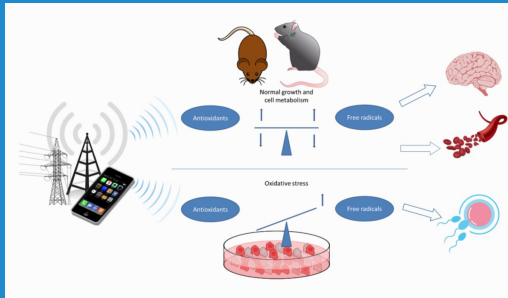 Normal growth and
cell metabolism
Antioxidants
Free radicals
Oxidative stress
Antioxidants
Free radicals